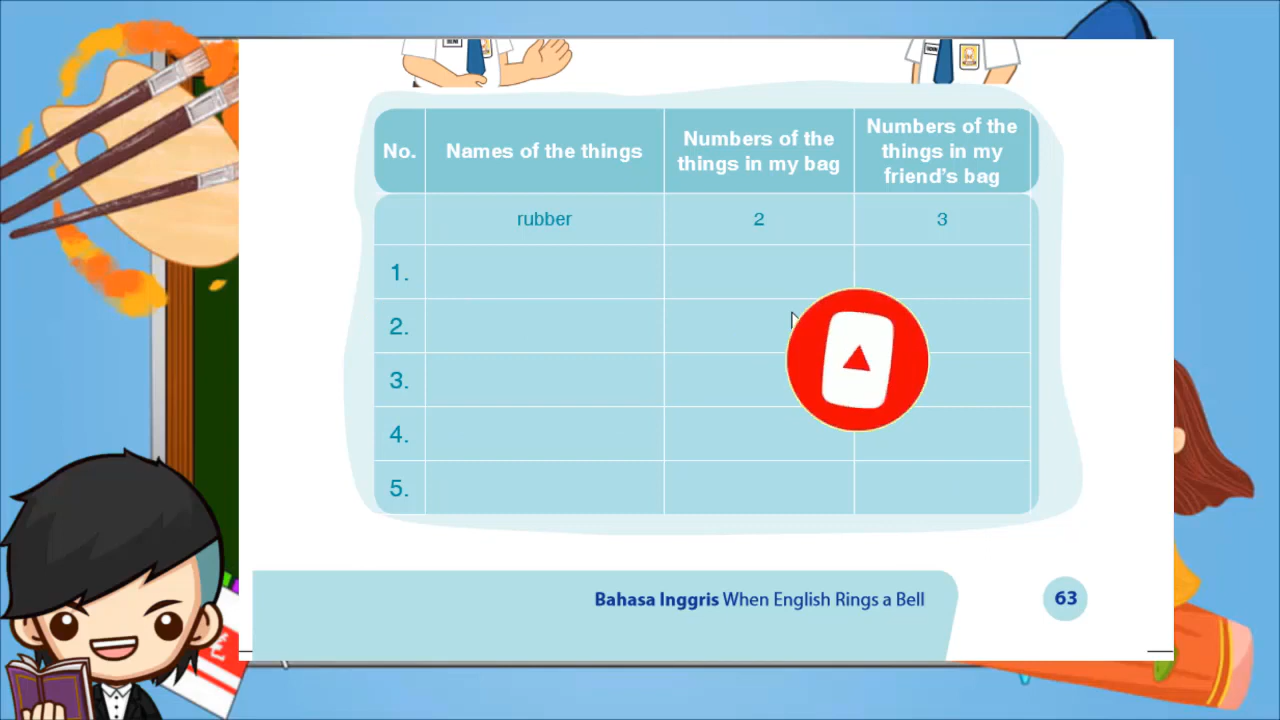 No.
Names of the things
Numbers of the
things in my bag
Numbers of the
things in my
friend's bag
rubber
2
3
1.
2.
3.
4.
5.
Bahasa Inggris When English Rings a Bell
63